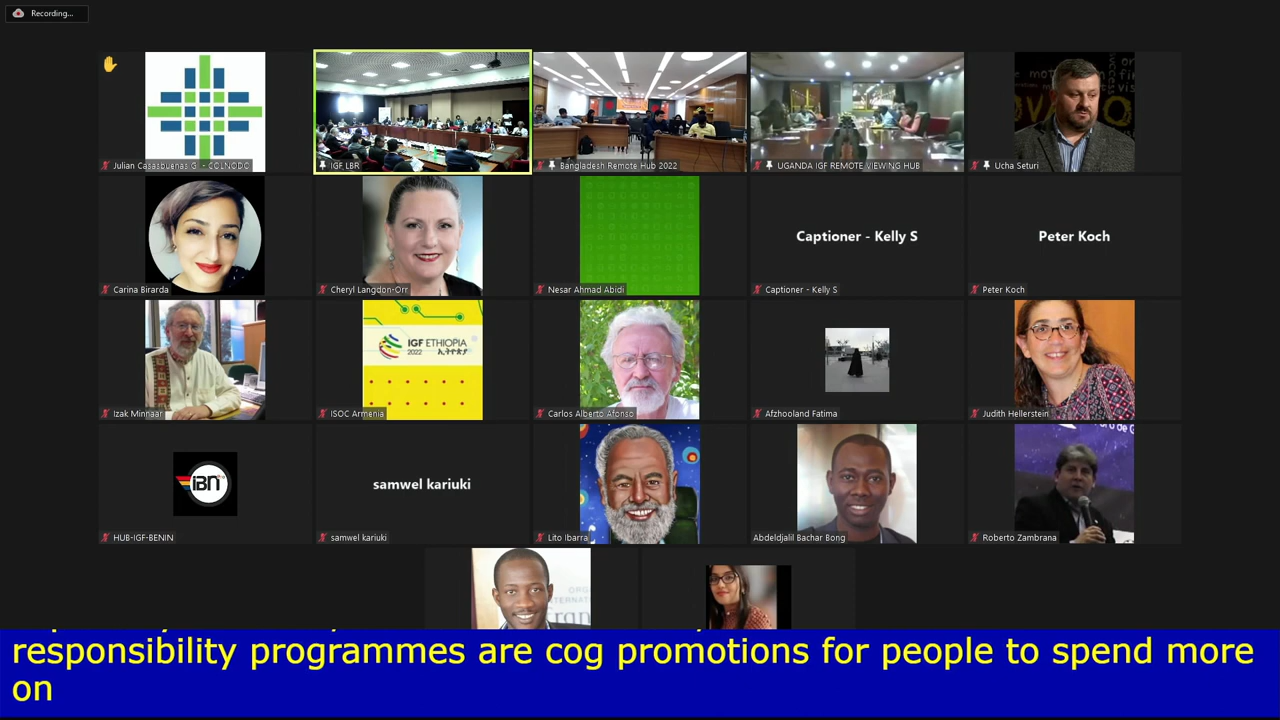 Recording...
Julian Casasbuenas G. - COLNODO
IGF LBR
Bangladesh Remote Hub 2022
UGANDA IGF REMOTE VIEWING HUB
Ucha Seturi
Carina Birarda
Cheryl Langdon-Orr
Nesar Ahmad Abidi
Captioner - Kelly S
Captioner - Kelly S
Peter Koch
Peter Koch
IGF ETHIOPIA
2022 ኢትዮጵያ
Izak Minnaar
ISOC Armenia
Carlos Alberto Afonso
Afzhooland Fatima
Judith Hellerstein
iBN
samwel kariuki
HUB-IGF-BENIN
samwel kariuki
Lito Ibarra
Abdeldjalil Bachar Bong
Roberto Zambrana
responsibility programmes are cog promotions for people to spend more
on